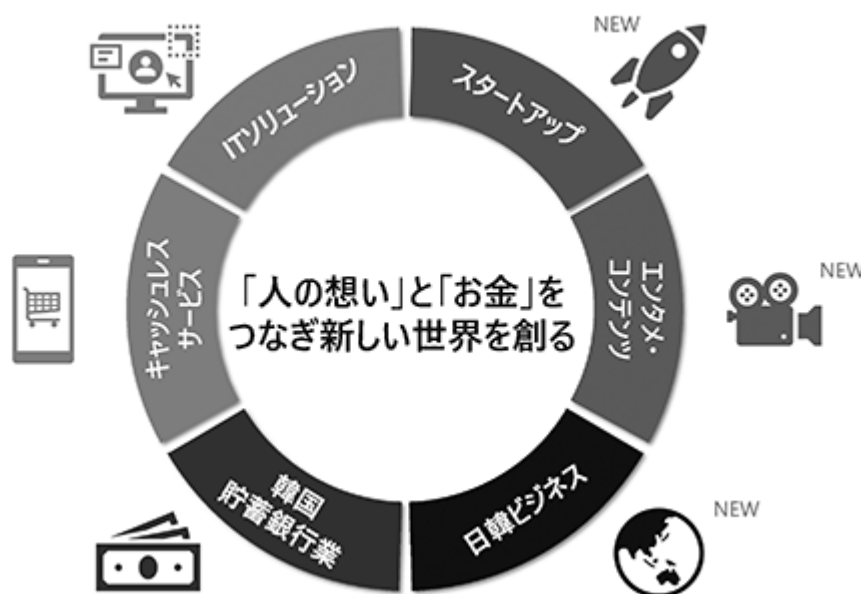 NEW
スタートアップ
ITソリューション
エンタメ・
コンテンツ
NEW
キャッシュレス
サービス
「人の想い」と「お金」を
つなぎ新しい世界を創る
韓国
貯蓄銀行業
日韓ビジネス
NEW